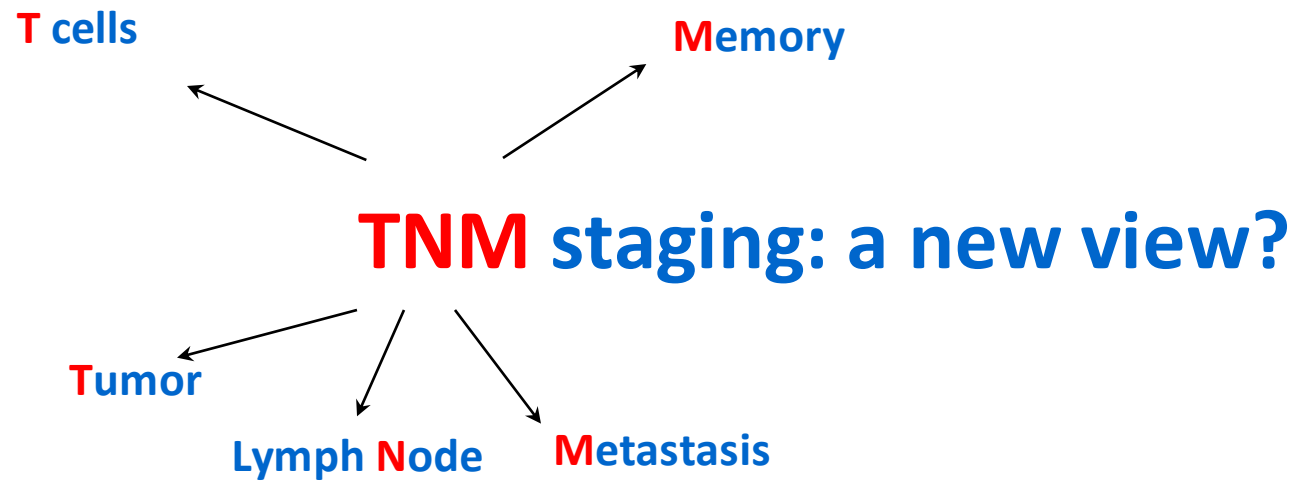 T cells
Memory
TNM staging: a new view?
Tumor
Lymph Node
Metastasis